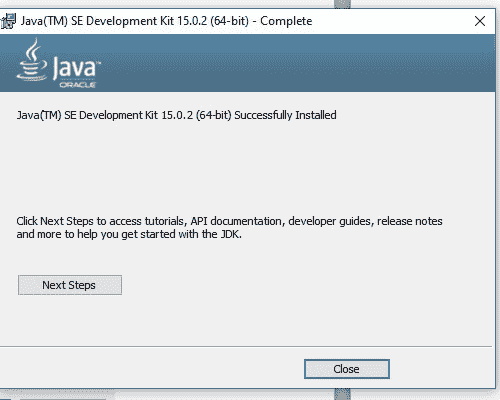 Java(TM) SE Development Kit 15.0.2 (64-bit) - Complete
Java™
ORACLE
Java(TM) SE Development Kit 15.0.2 (64-bit) Successfully Installed
Click Next Steps to access tutorials, API documentation, developer guides, release notes
and more to help you get started with the JDK.
Next Steps
Close